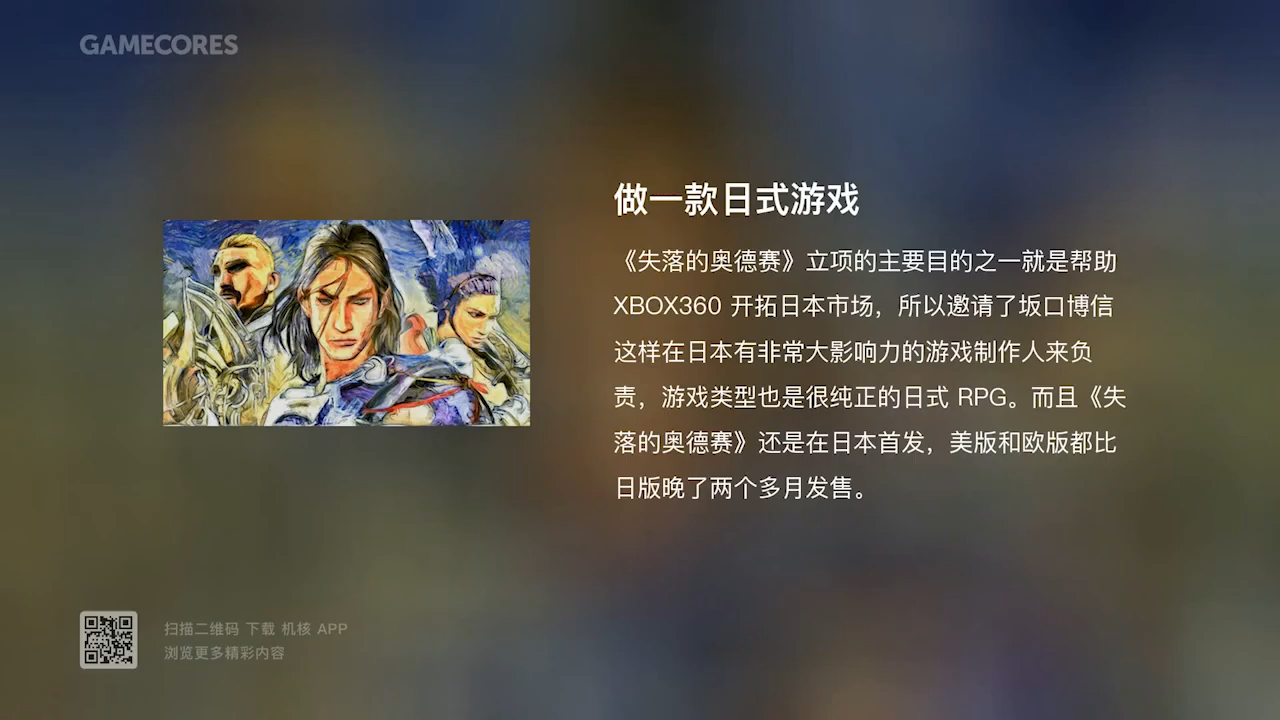 GAMECORES
做一款日式游戏
《失落的奥德赛》立项的主要目的之一就是帮助
XBOX360 开拓日本市场，所以邀请了坂口博信
这样在日本有非常大影响力的游戏制作人来负
责，游戏类型也是很纯正的日式 RPG。而且《失
落的奥德赛》还是在日本首发，美版和欧版都比
日版晚了两个多月发售。
扫描二维码 下载 机核 APP
浏览更多精彩内容